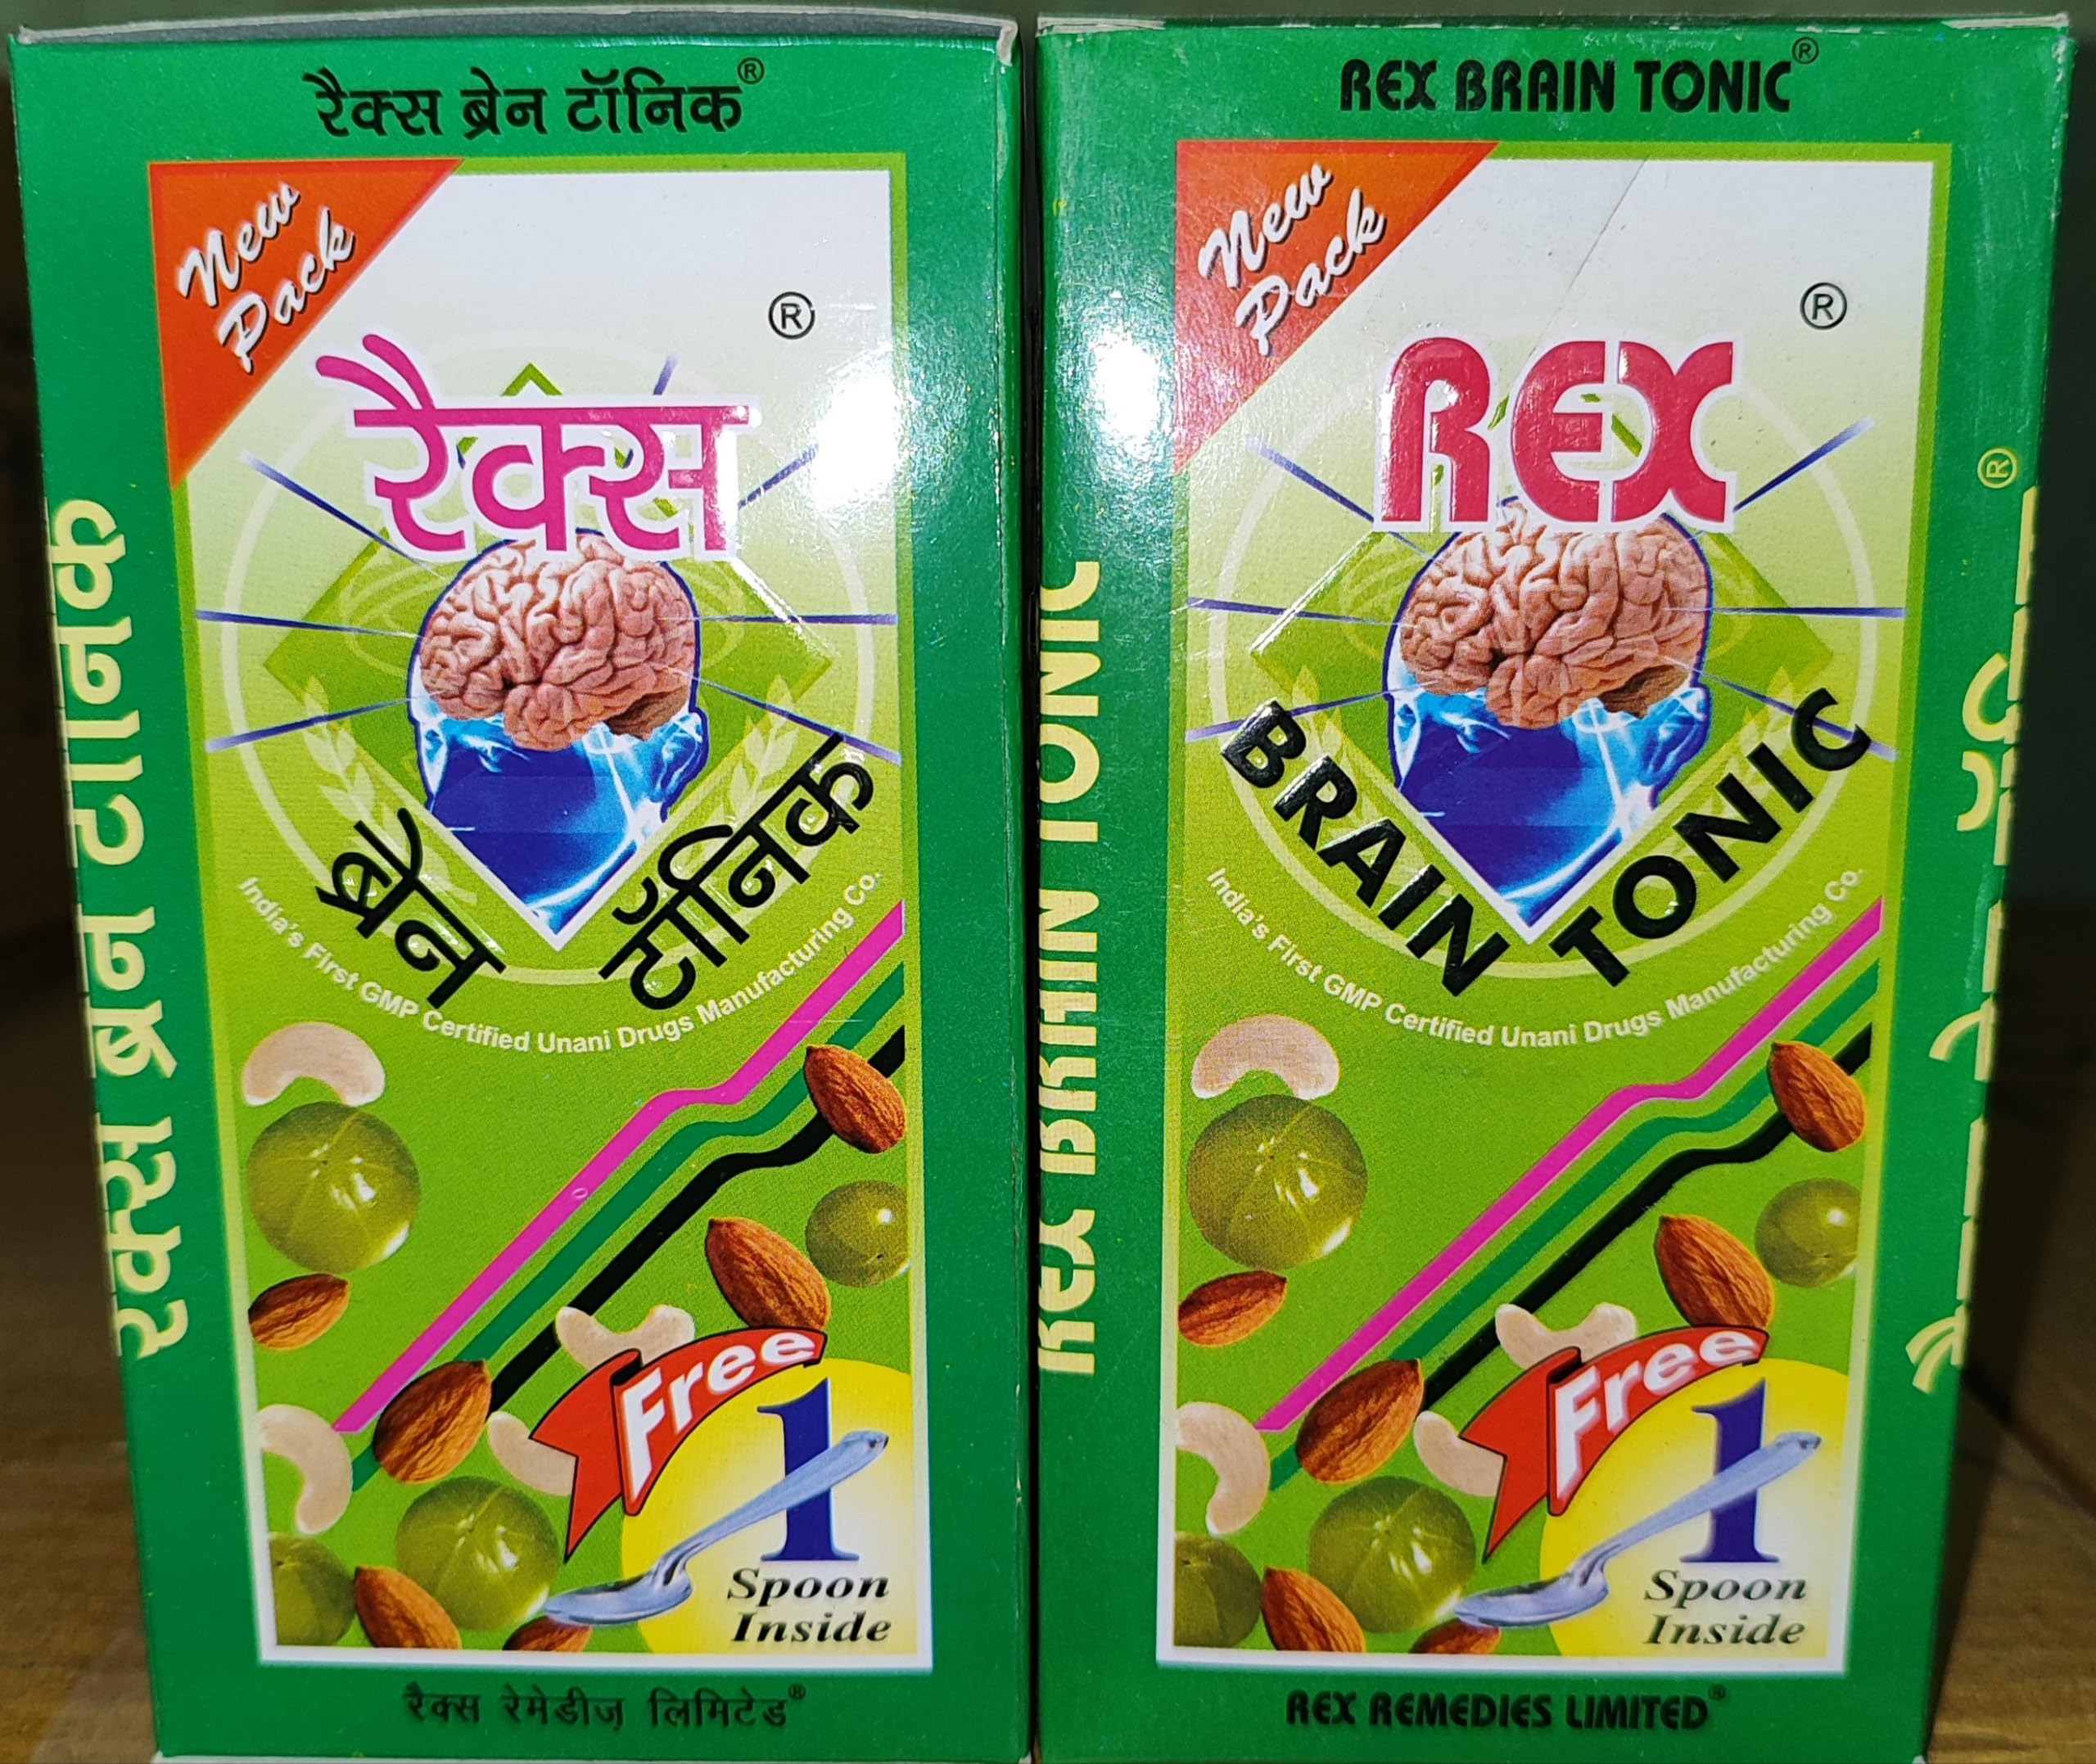 रैक्स ब्रेन टॉनिक®
New
Pack
®
रैक्स
ब्रेन टॉनिक
India's First GMP Certified Unani Drugs Manufacturing Co.
Free
1
Spoon
Inside
रैक्स रेमेडीज़ लिमिटेड®
रैक्स ब्रेन टॉनिक
REX BRAIN TONIC®
New
Pack
®
REX
BRAIN TONIC
India's First GMP Certified Unani Drugs Manufacturing Co.
Free
1
Spoon
Inside
REX REMEDIES LIMITED®
REX BRAIN TONIC